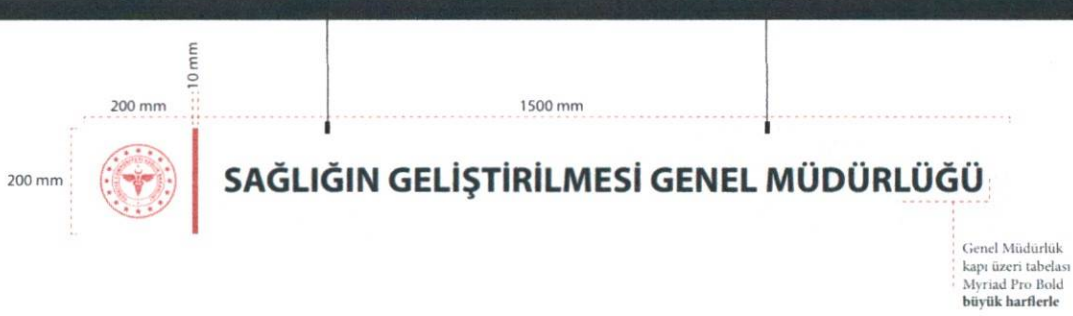 10 mm
200 mm
1500 mm
200 mm
SAĞLIĞIN GELİŞTİRİLMESİ GENEL MÜDÜRLÜĞÜ
Genel Müdürlük
kapı üzeri tabelası
Myriad Pro Bold
büyük harflerle